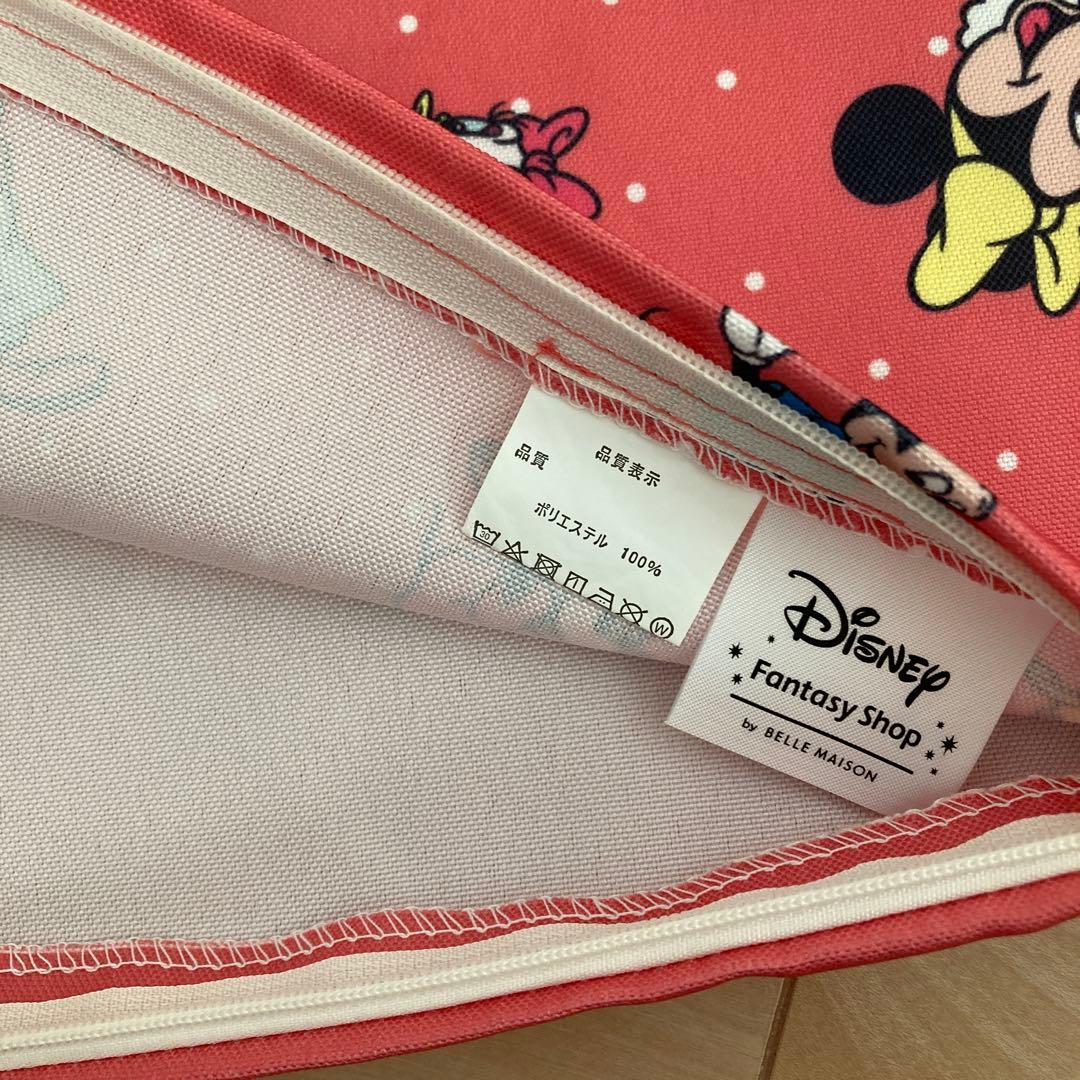 品質表示
品質
ポリエステル 100%
30
W
Disney
Fantasy Shop
by BELLE MAISON